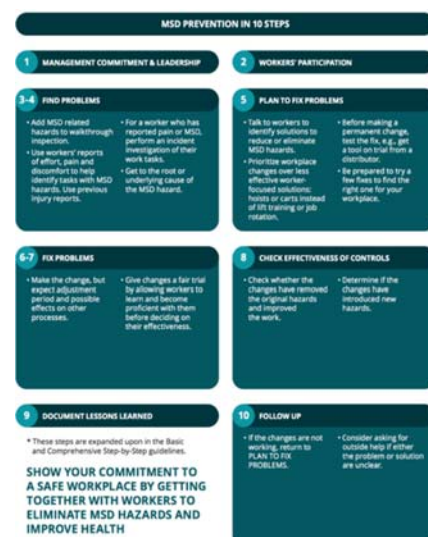 MSD PREVENTION IN 10 STEPS
1 MANAGEMENT COMMITMENT & LEADERSHIP
2 WORKERS' PARTICIPATION
3-4 FIND PROBLEMS
• Add MSD related
hazards to walkthrough
inspection.
• Use workers' reports
of effort, pain and
discomfort to help
identify tasks with MSD
hazards. Use previous
injury reports.
• For a worker who has
reported pain or MSD,
perform an incident
investigation of their
work tasks.
• Get to the root or
underlying cause of
the MSD hazard.
5 PLAN TO FIX PROBLEMS
• Talk to workers to
identify solutions to
reduce or eliminate
MSD hazards.
• Prioritize workplace
changes over less
effective worker-
focused solutions:
hoists or carts instead
of lift training or job
rotation.
• Before making a
permanent change,
test the fix, e.g., get
a tool on trial from a
distributor.
• Be prepared to try a
few fixes to find the
right one for your
workplace.
6-7 FIX PROBLEMS
• Make the change, but
expect adjustment
period and possible
effects on other
processes.
• Give changes a fair trial
by allowing workers to
learn and become
proficient with them
before deciding on
their effectiveness.
8 CHECK EFFECTIVENESS OF CONTROLS
• Check whether the
changes have removed
the original hazards
and improved
the work.
• Determine if the
changes have
introduced new
hazards.
9 DOCUMENT LESSONS LEARNED
* These steps are expanded upon in the Basic
and Comprehensive Step-by-Step guidelines.
SHOW YOUR COMMITMENT TO
A SAFE WORKPLACE BY GETTING
TOGETHER WITH WORKERS TO
ELIMINATE MSD HAZARDS AND
IMPROVE HEALTH
10 FOLLOW UP
• If the changes are not
working, return to
PLAN TO FIX
PROBLEMS.
• Consider asking for
outside help if either
the problem or solution
are unclear.